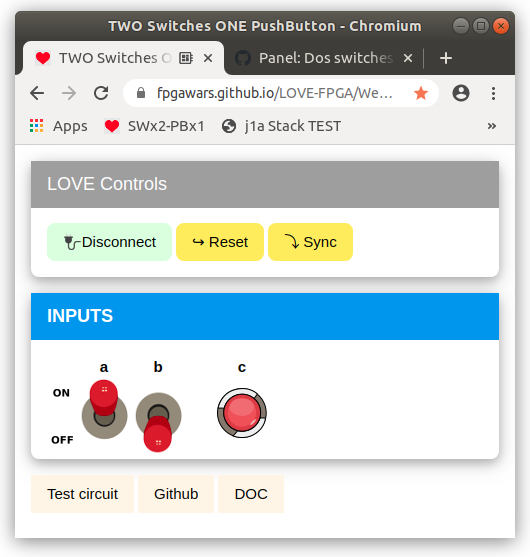 TWO Switches ONE PushButton - Chromium
TWO Switches O
Panel: Dos switches
fpgawars.github.io/LOVE-FPGA/We...
Apps
SWx2-PBx1
j1a Stack TEST
»
LOVE Controls
Disconnect
↪ Reset
⤵ Sync
INPUTS
a b c
ON
OFF
Test circuit
Github
DOC